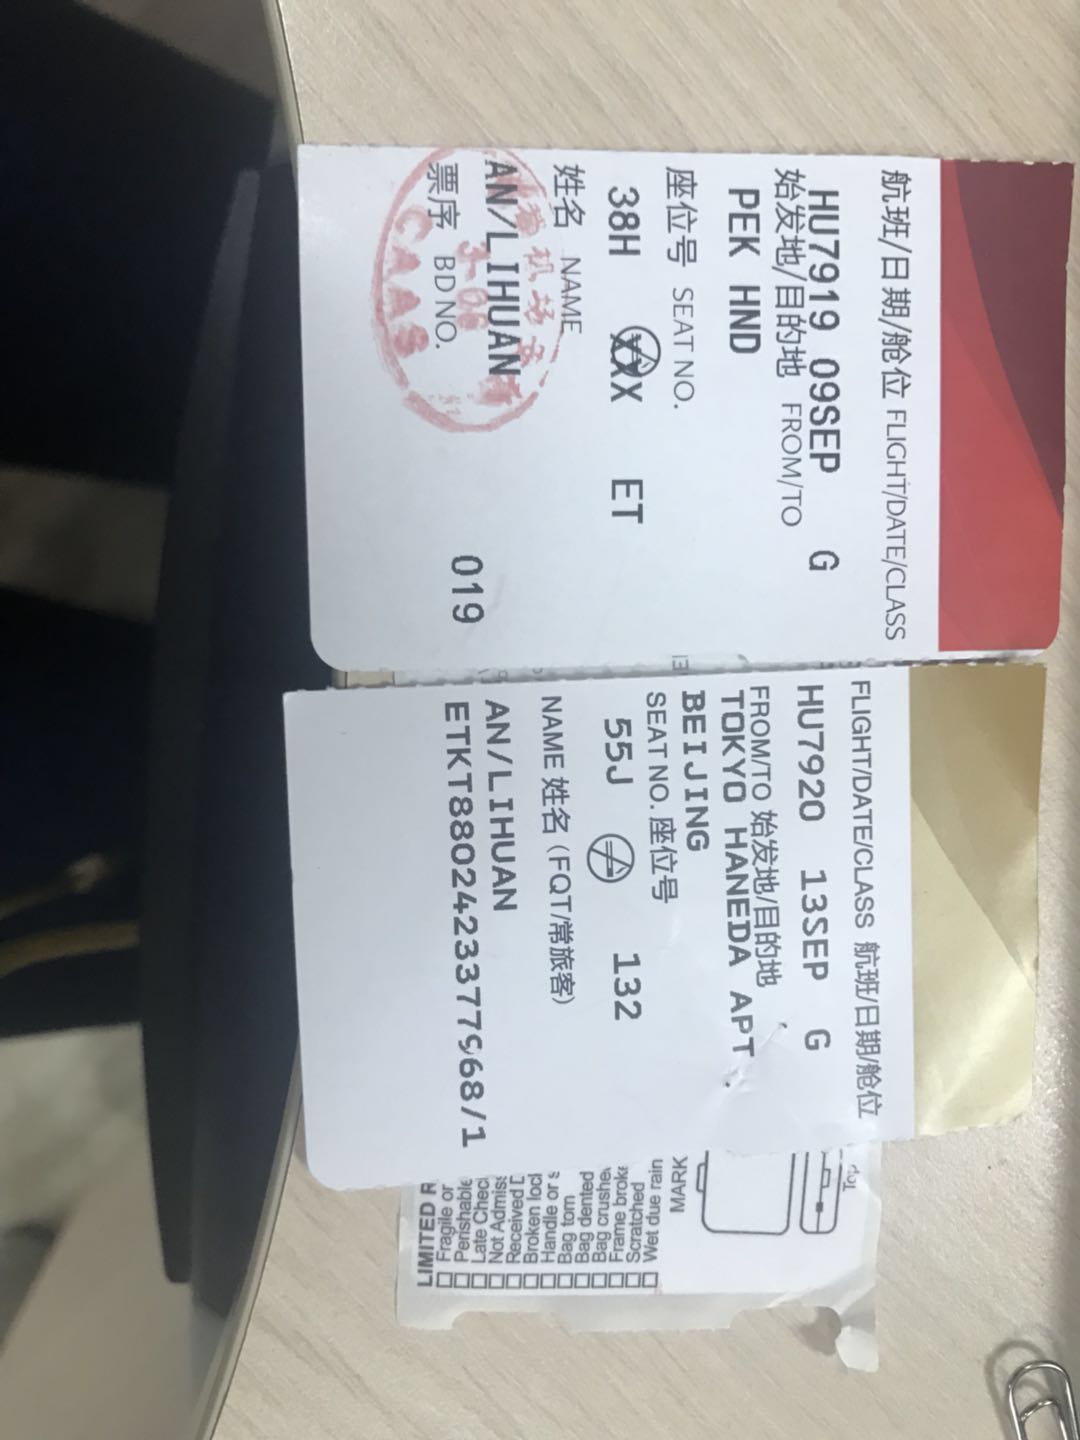 航班/日期/舱位 FLIGHT/DATE/CLASS
HU7919 09SEP G
始发地/目的地 FROM/TO
PEK HND
座位号 SEAT NO.
38H XXX ET
姓名 NAME
AN/LIHUAN
票序 BD NO.
019
CAAS
FLIGHT/DATE/CLASS 航班/日期/舱位
HU7920 13SEP G
FROM/TO 始发地/目的地
TOKYO HANEDA APT
BEIJING
SEAT NO. 座位号
55J 132
NAME 姓名 (FQT/常旅客)
AN/LIHUAN
ETKT8802423377968/1
LIMITED
Fragile or
Perishable
Late Chec
Not Admiss
Received
Broken lock
Handle or s
Bag torn
Bag dented
Bag crushe
Frame broke
Scratched
Wet due rain
MARK
Top